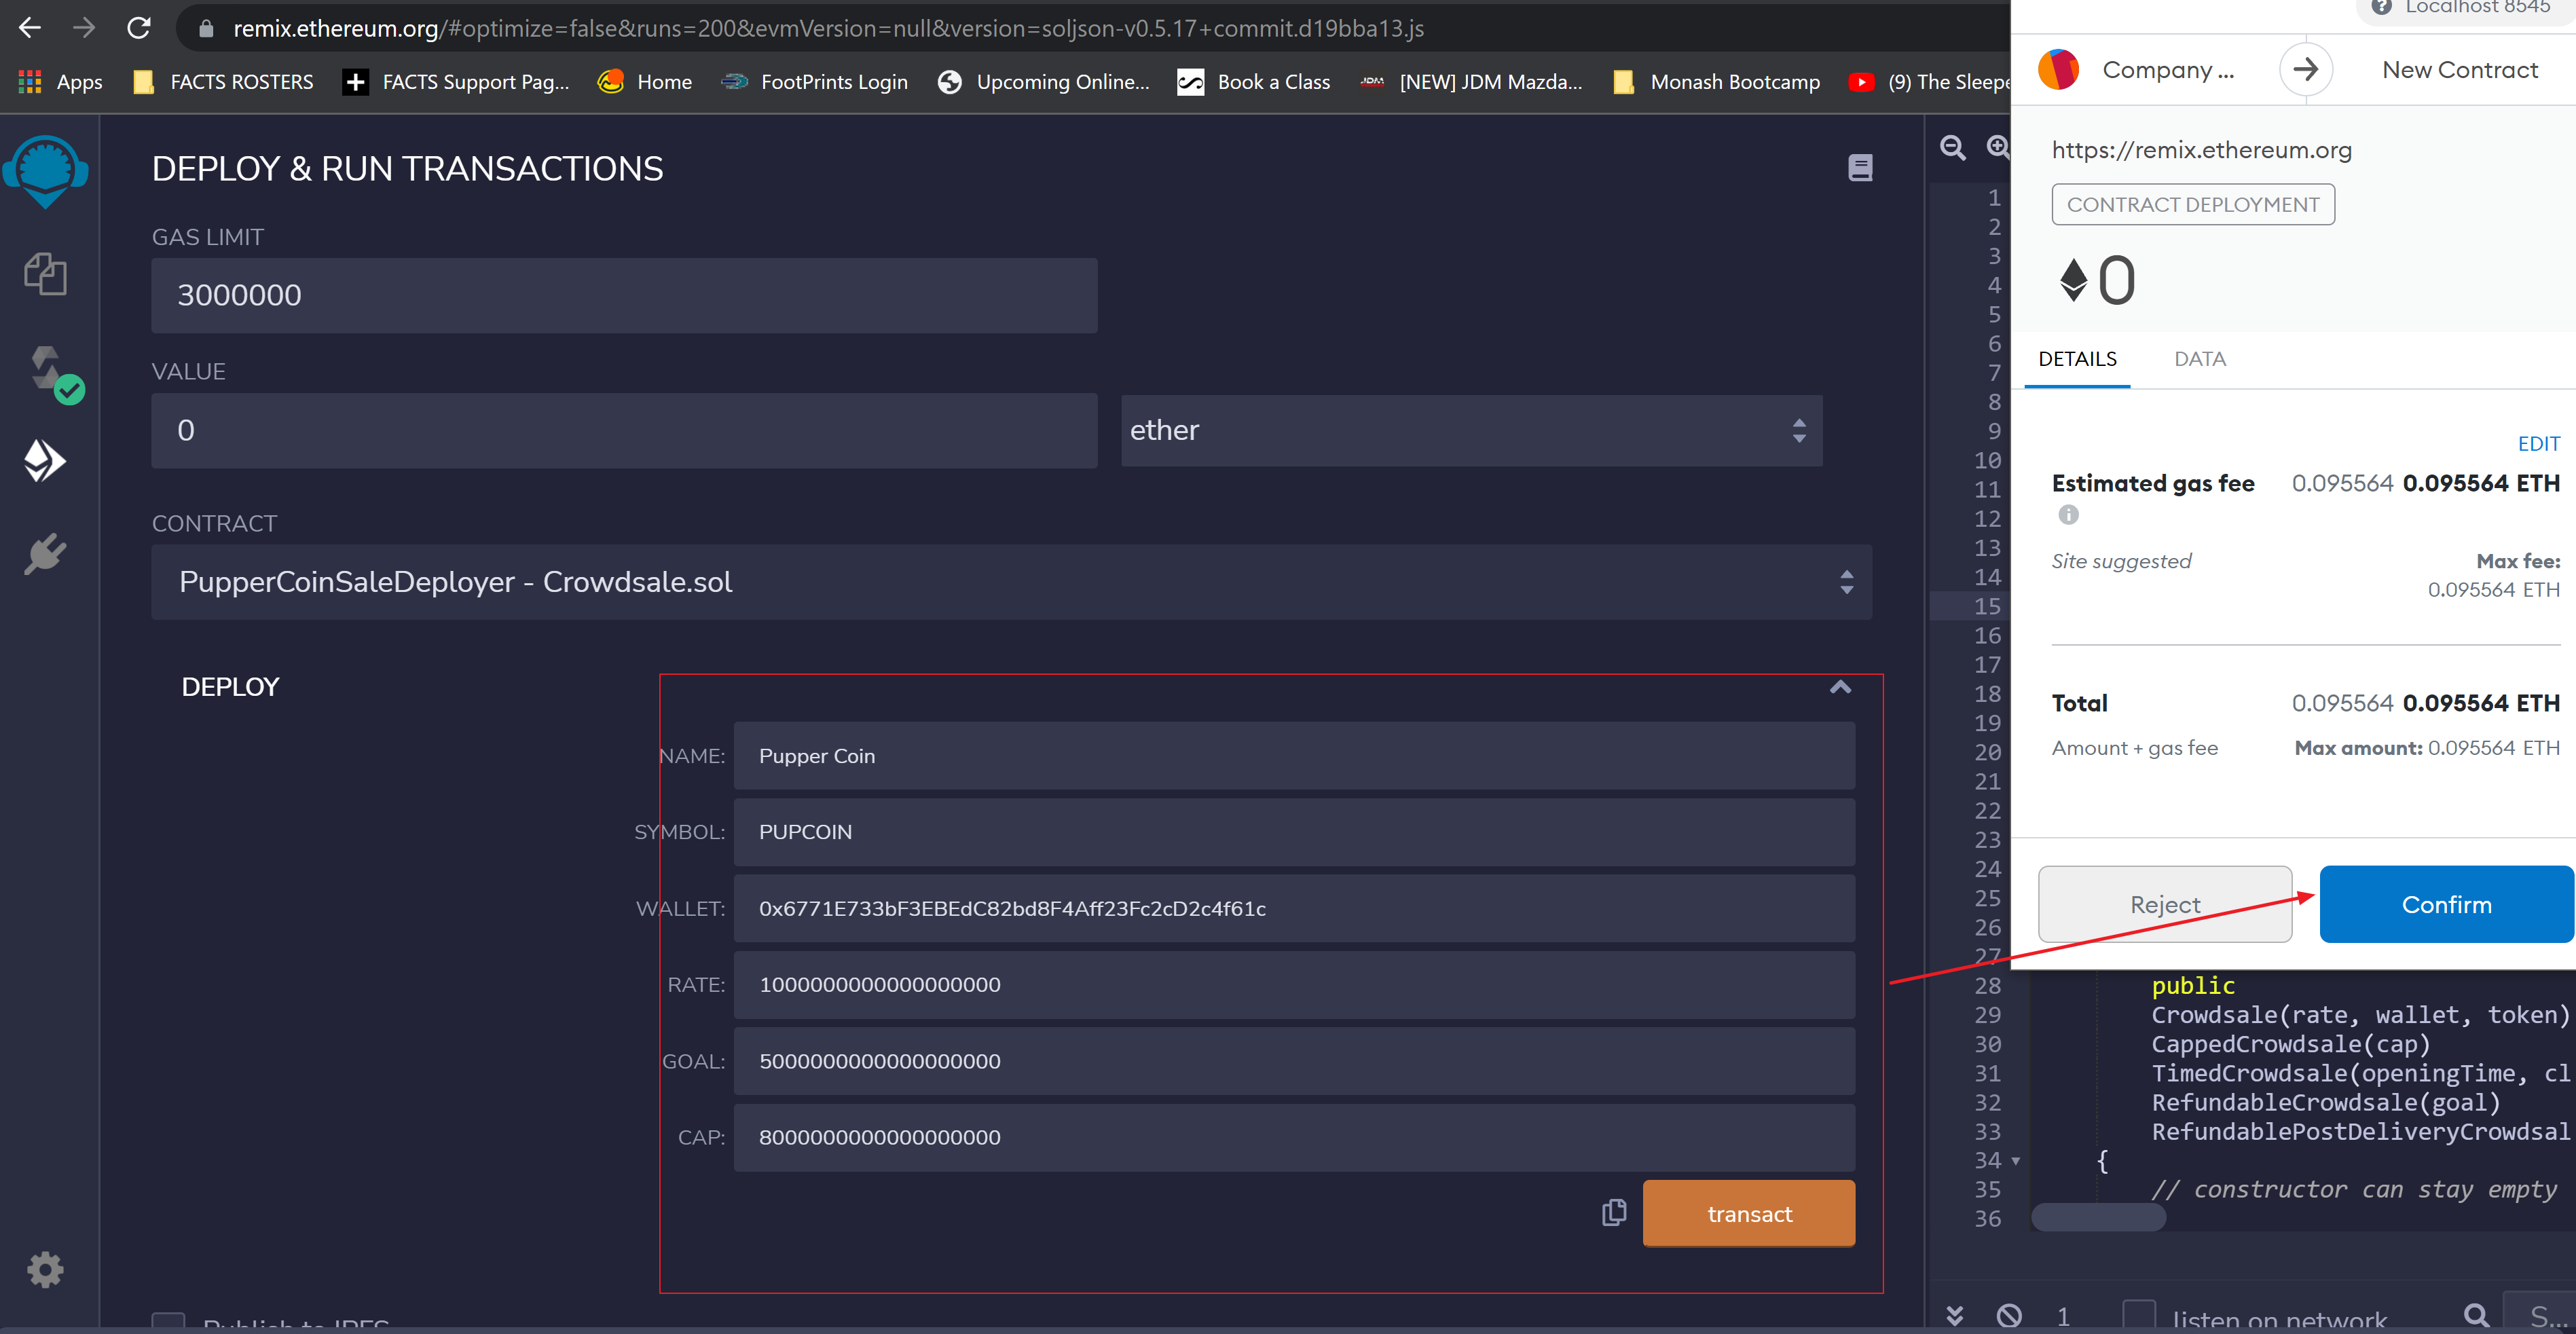 remix.ethereum.org/#optimize=false&runs=200&evmVersion=null&version=soljson-v0.5.17+commit.d19bba13.js
Apps
FACTS ROSTERS
FACTS Support Pag...
Home
FootPrints Login
Upcoming Online...
Book a Class
[NEW] JDM Mazda...
Monash Bootcamp
(9) The Sleepe
DEPLOY & RUN TRANSACTIONS
GAS LIMIT
3000000
VALUE
0
ether
CONTRACT
PupperCoinSaleDeployer - Crowdsale.sol
DEPLOY
NAME:
Pupper Coin
SYMBOL:
PUPCOIN
WALLET:
0x6771E733bF3EBEdC82bd8F4Aff23Fc2cD2c4f61c
RATE:
1000000000000000000
GOAL:
5000000000000000000
CAP:
8000000000000000000
transact
Publish to IPFS
1
2
3
4
5
6
7
8
9
10
11
12
13
14
15
16
17
18
19
20
21
22
23
24
25
26
27
28 public
29 Crowdsale(rate, wallet, token)
30 CappedCrowdsale(cap)
31 TimedCrowdsale(openingTime, cl
32 RefundableCrowdsale(goal)
33 RefundablePostDeliveryCrowdsal
34 {
35 // constructor can stay empty
36
1
listen on network
S...
Localhost 8545
Company ...
New Contract
https://remix.ethereum.org
CONTRACT DEPLOYMENT
0
DETAILS
DATA
EDIT
Estimated gas fee
0.095564 0.095564 ETH
Site suggested
Max fee:
0.095564 ETH
Total
0.095564 0.095564 ETH
Amount + gas fee
Max amount: 0.095564 ETH
Reject
Confirm